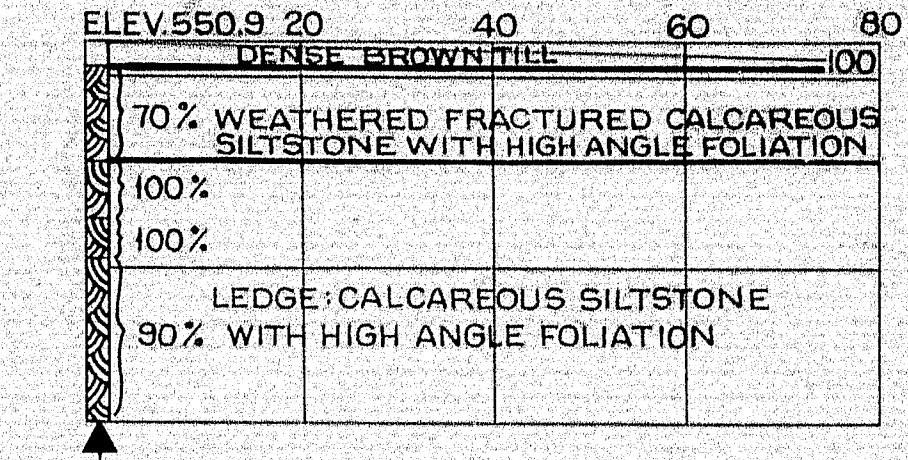 ELEV. 550.9 20 40 60 80
DENSE BROWN TILL 100
70% WEATHERED FRACTURED CALCAREOUS
SILTSTONE WITH HIGH ANGLE FOLIATION
100%
100%
LEDGE: CALCAREOUS SILTSTONE
90% WITH HIGH ANGLE FOLIATION